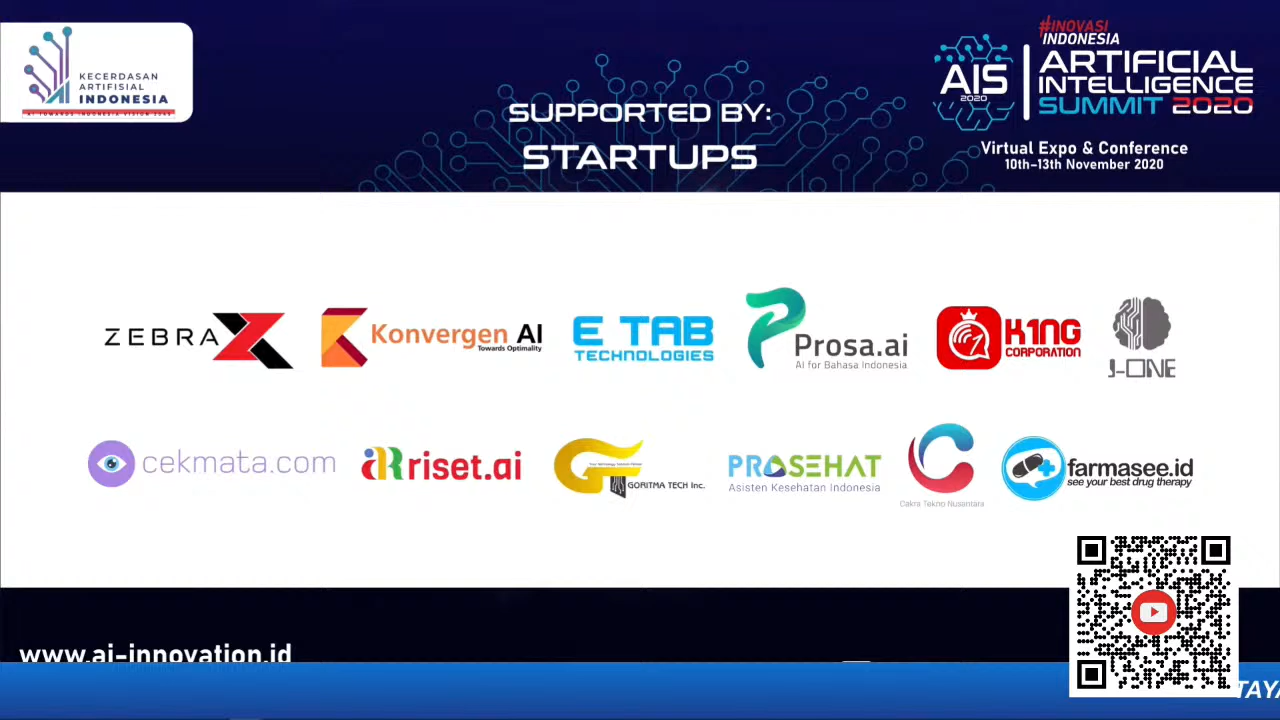 KECERDASAN
ARTIFISIAL
INDONESIA
SUPPORTED BY:
STARTUPS
AIS
2020
#INOVASI
INDONESIA
ARTIFICIAL
INTELLIGENCE
SUMMIT 2020
Virtual Expo & Conference
10th-13th November 2020
ZEBRA
Konvergen AI
Towards Optimality
E TAB
TECHNOLOGIES
Prosa.ai
AI for Bahasa Indonesia
K1NG
CORPORATION
J-ONE
cekmata.com
ARriset.ai
GORITMA TECH Inc.
PROSEHAT
Asisten Kesehatan Indonesia
Cakra Tekno Nusantara
farmasee.id
see your best drug therapy
www.ai-innovation.id